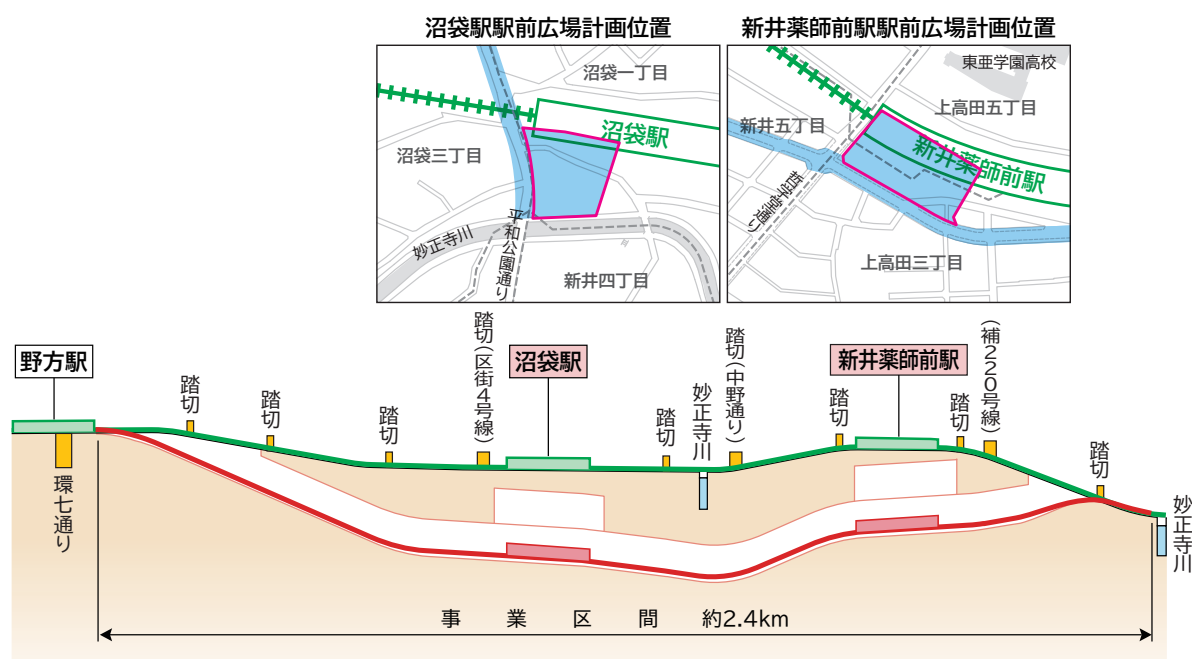 沼袋駅駅前広場計画位置
沼袋一丁目
沼袋駅
沼袋三丁目
妙正寺川
平和公園通り
新井四丁目
新井薬師前駅駅前広場計画位置
東亜学園高校
上高田五丁目
新井五丁目
新井薬師前駅
哲学堂通り
上高田三丁目
野方駅
環七通り
踏切
踏切
踏切
踏切(区街4号線)
沼袋駅
踏切
妙正寺川
踏切(中野通り)
踏切
新井薬師前駅
踏切
(補220号線)
踏切
妙正寺川
事業区間 約2.4km